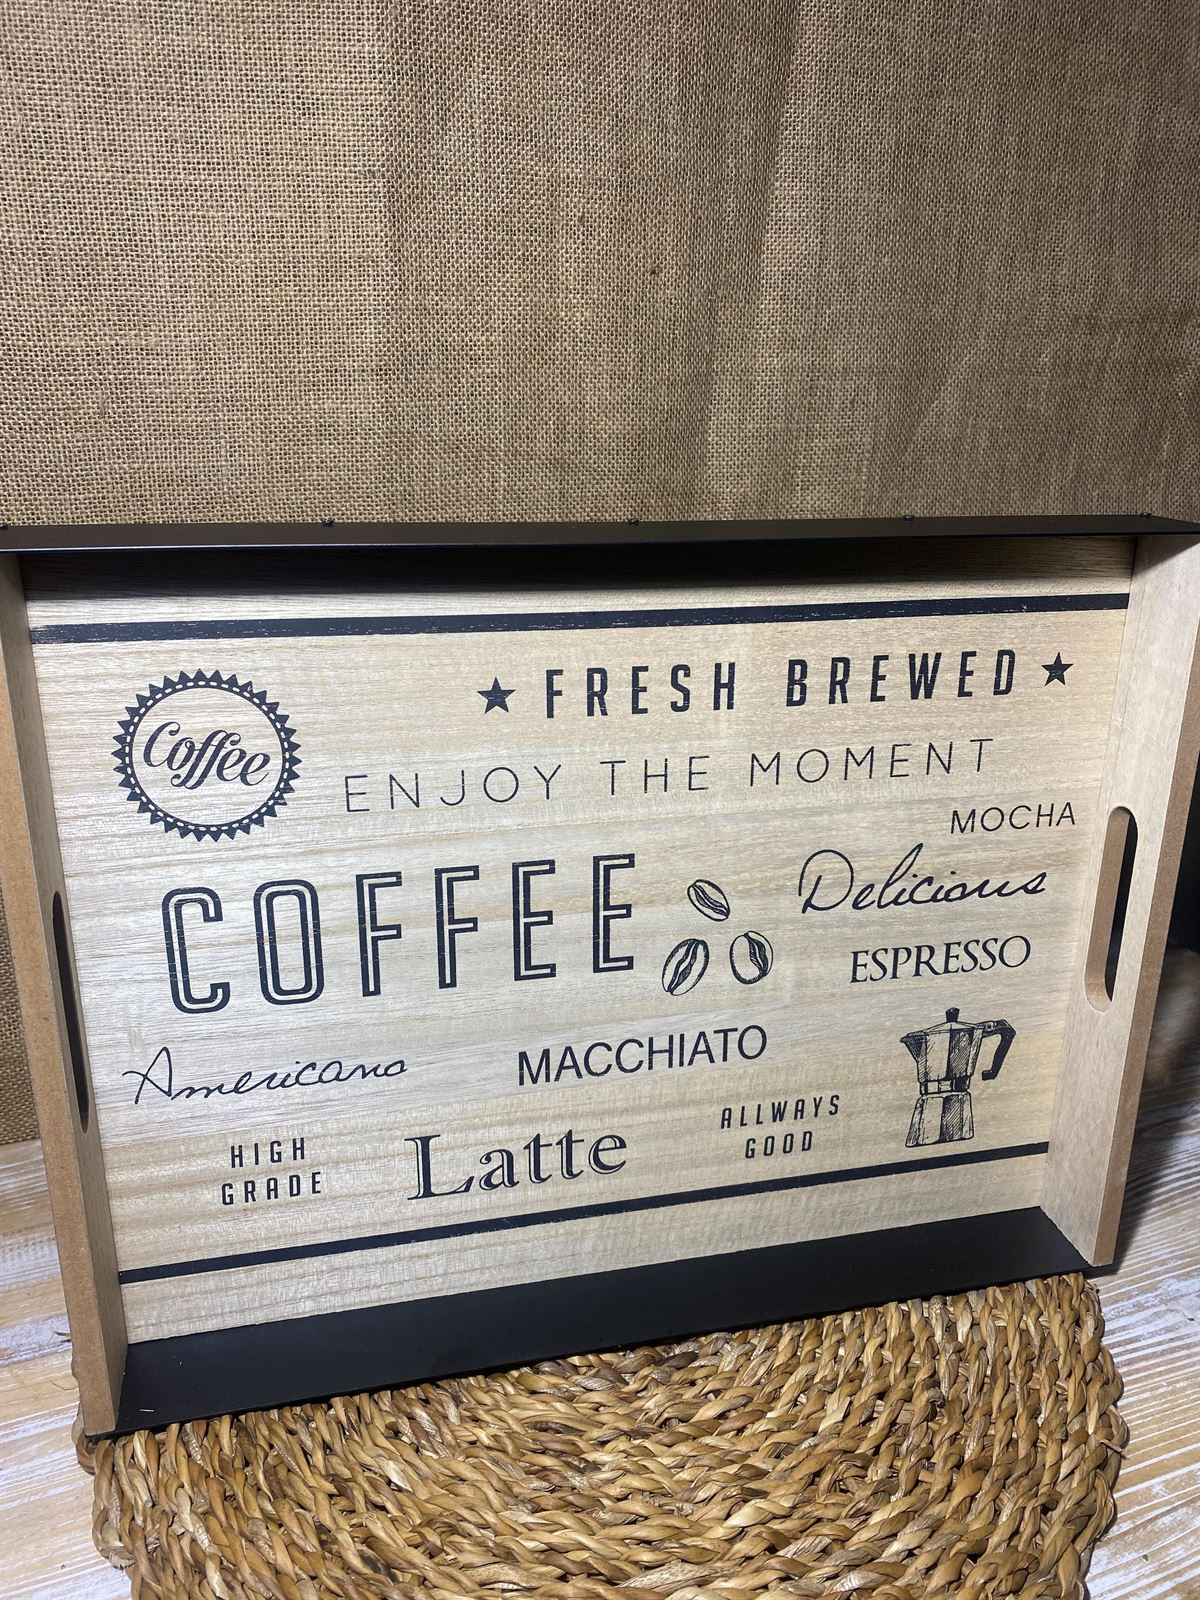 ★ FRESH BREWED ★
Coffee
ENJOY THE MOMENT
MOCHA
COFFEE
Delicious
ESPRESSO
Americano
MACCHIATO
HIGH
GRADE
Latte
ALLWAYS
GOOD